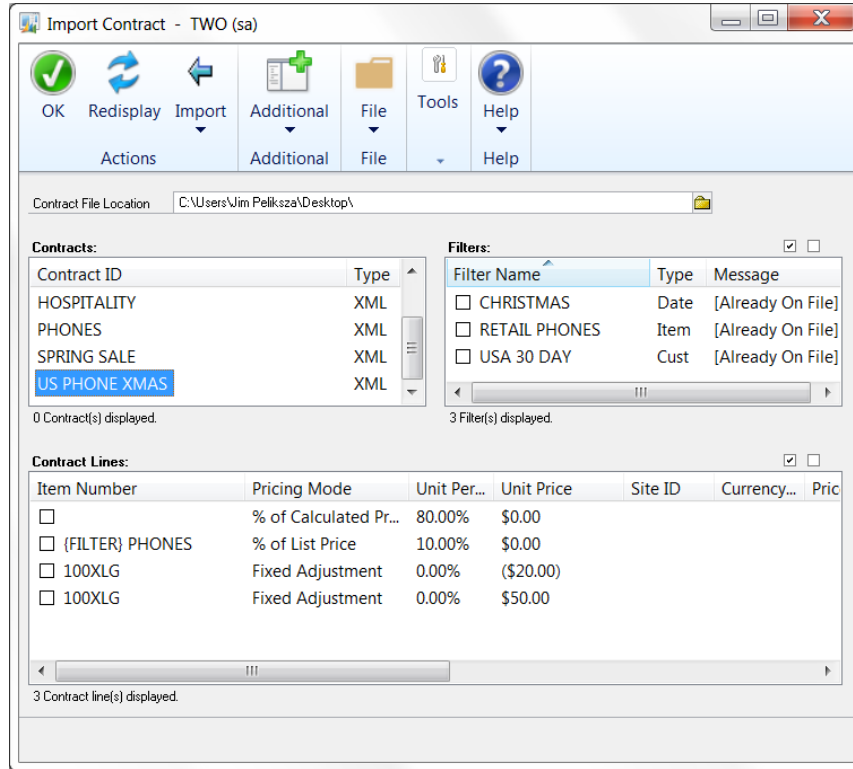 Import Contract - TWO (sa)
OK Redisplay Import Additional File Tools Help
Actions Additional File Help
Contract File Location C:\Users\Jim Peliksza\Desktop\
Contracts: Filters:
Contract ID Type Filter Name Type Message
HOSPITALITY XML CHRISTMAS Date [Already On File]
PHONES XML RETAIL PHONES Item [Already On File]
SPRING SALE XML USA 30 DAY Cust [Already On File]
US PHONE XMAS XML
0 Contract(s) displayed. 3 Filter(s) displayed.
Contract Lines:
Item Number Pricing Mode Unit Per... Unit Price Site ID Currency... Pric
% of Calculated Pr... 80.00% $0.00
{FILTER} PHONES % of List Price 10.00% $0.00
100XLG Fixed Adjustment 0.00% ($20.00)
100XLG Fixed Adjustment 0.00% $50.00
3 Contract line(s) displayed.